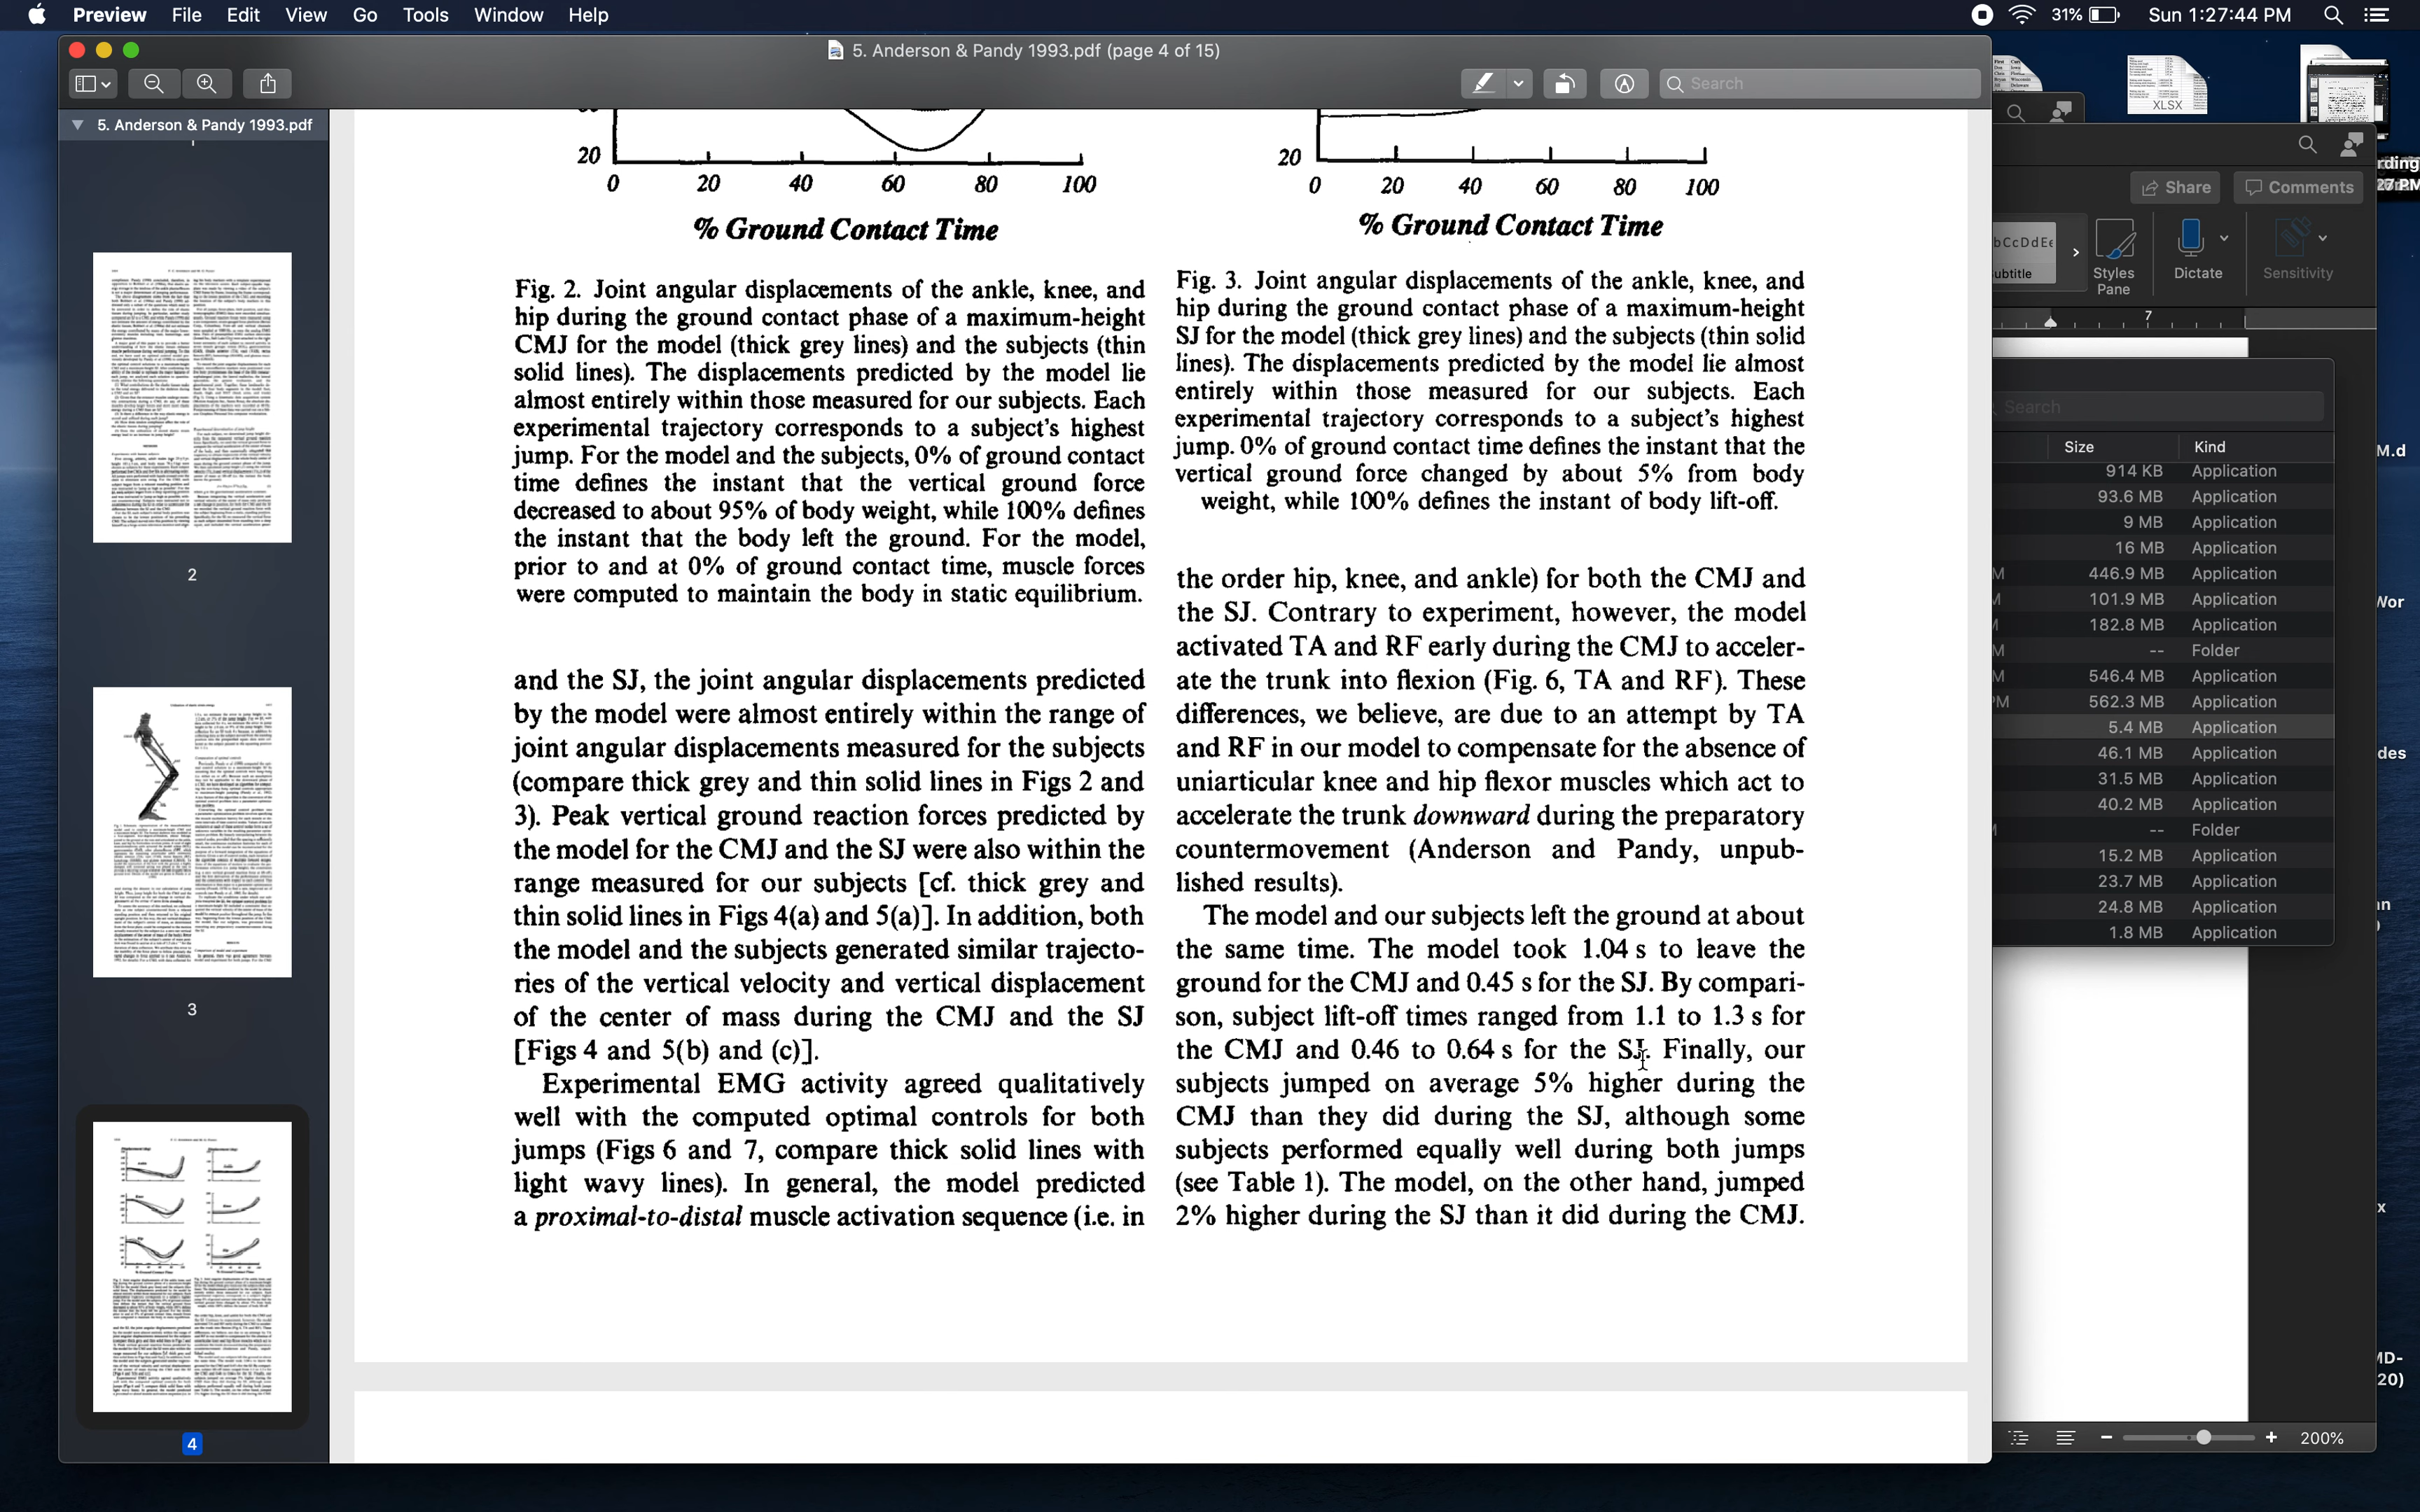 Preview File Edit View Go Tools Window Help
31% Sun 1:27:44 PM
5. Anderson & Pandy 1993.pdf (page 4 of 15)
Search
5. Anderson & Pandy 1993.pdf
2
3
4
20
0 20 40 60 80 100
% Ground Contact Time
Fig. 2. Joint angular displacements of the ankle, knee, and
hip during the ground contact phase of a maximum-height
CMJ for the model (thick grey lines) and the subjects (thin
solid lines). The displacements predicted by the model lie
almost entirely within those measured for our subjects. Each
experimental trajectory corresponds to a subject's highest
jump. For the model and the subjects, 0% of ground contact
time defines the instant that the vertical ground force
decreased to about 95% of body weight, while 100% defines
the instant that the body left the ground. For the model,
prior to and at 0% of ground contact time, muscle forces
were computed to maintain the body in static equilibrium.
and the SJ, the joint angular displacements predicted
by the model were almost entirely within the range of
joint angular displacements measured for the subjects
(compare thick grey and thin solid lines in Figs 2 and
3). Peak vertical ground reaction forces predicted by
the model for the CMJ and the SJ were also within the
range measured for our subjects [cf. thick grey and
thin solid lines in Figs 4(a) and 5(a)]. In addition, both
the model and the subjects generated similar trajecto-
ries of the vertical velocity and vertical displacement
of the center of mass during the CMJ and the SJ
[Figs 4 and 5(b) and (c)].
Experimental EMG activity agreed qualitatively
well with the computed optimal controls for both
jumps (Figs 6 and 7, compare thick solid lines with
light wavy lines). In general, the model predicted
a proximal-to-distal muscle activation sequence (i.e. in
20
0 20 40 60 80 100
% Ground Contact Time
Fig. 3. Joint angular displacements of the ankle, knee, and
hip during the ground contact phase of a maximum-height
SJ for the model (thick grey lines) and the subjects (thin solid
lines). The displacements predicted by the model lie almost
entirely within those measured for our subjects. Each
experimental trajectory corresponds to a subject's highest
jump. 0% of ground contact time defines the instant that the
vertical ground force changed by about 5% from body
weight, while 100% defines the instant of body lift-off.
the order hip, knee, and ankle) for both the CMJ and
the SJ. Contrary to experiment, however, the model
activated TA and RF early during the CMJ to acceler-
ate the trunk into flexion (Fig. 6, TA and RF). These
differences, we believe, are due to an attempt by TA
and RF in our model to compensate for the absence of
uniarticular knee and hip flexor muscles which act to
accelerate the trunk downward during the preparatory
countermovement (Anderson and Pandy, unpub-
lished results).
The model and our subjects left the ground at about
the same time. The model took 1.04 s to leave the
ground for the CMJ and 0.45 s for the SJ. By compari-
son, subject lift-off times ranged from 1.1 to 1.3 s for
the CMJ and 0.46 to 0.64 s for the SJ. Finally, our
subjects jumped on average 5% higher during the
CMJ than they did during the SJ, although some
subjects performed equally well during both jumps
(see Table 1). The model, on the other hand, jumped
2% higher during the SJ than it did during the CMJ.
XLSX
Share Comments
bCcDdEe
ubtitle
Styles
Pane
Dictate
Sensitivity
7
Search
Size Kind
914 KB Application
93.6 MB Application
9 MB Application
16 MB Application
M 446.9 MB Application
M 101.9 MB Application
M 182.8 MB Application
M -- Folder
M 546.4 MB Application
PM 562.3 MB Application
5.4 MB Application
46.1 MB Application
31.5 MB Application
40.2 MB Application
-- Folder
15.2 MB Application
23.7 MB Application
24.8 MB Application
1.8 MB Application
200%
rding
M.d
Wor
des
x
20)